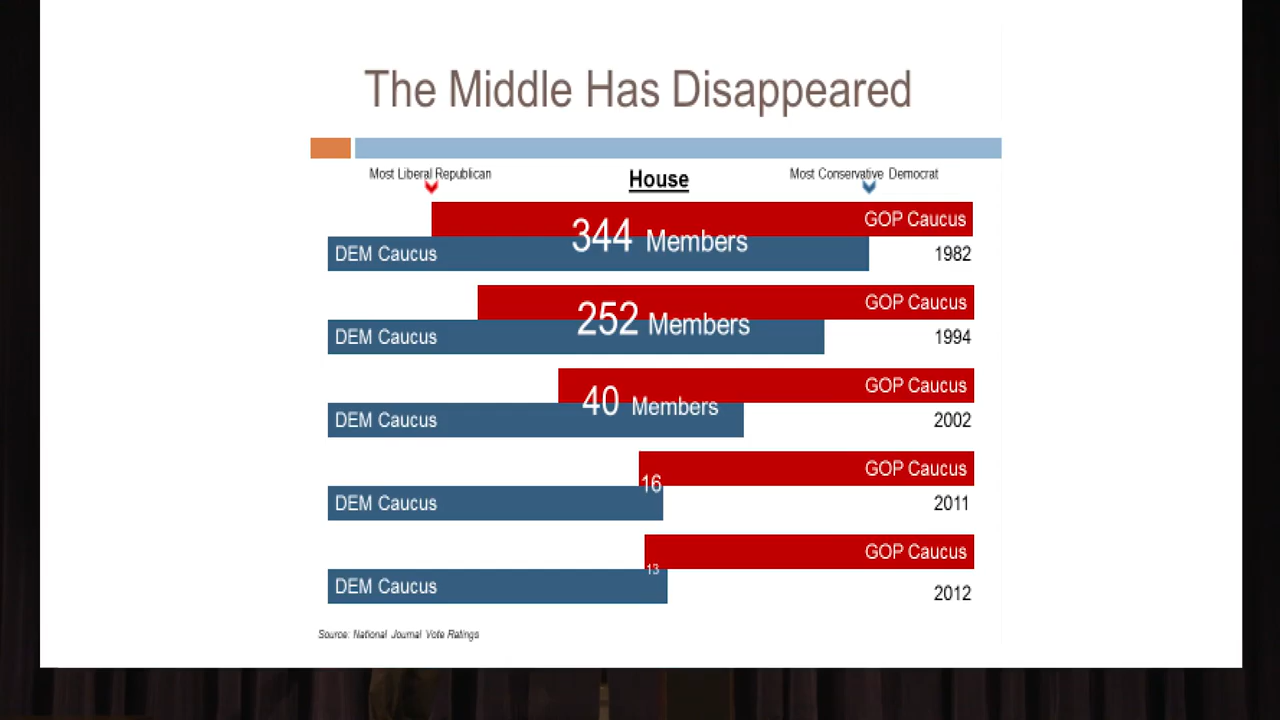 The Middle Has Disappeared
Most Liberal Republican
House
Most Conservative Democrat
GOP Caucus
344 Members
DEM Caucus
1982
GOP Caucus
252 Members
DEM Caucus
1994
GOP Caucus
40 Members
DEM Caucus
2002
GOP Caucus
16
DEM Caucus
2011
GOP Caucus
13
DEM Caucus
2012
Source: National Journal Vote Ratings